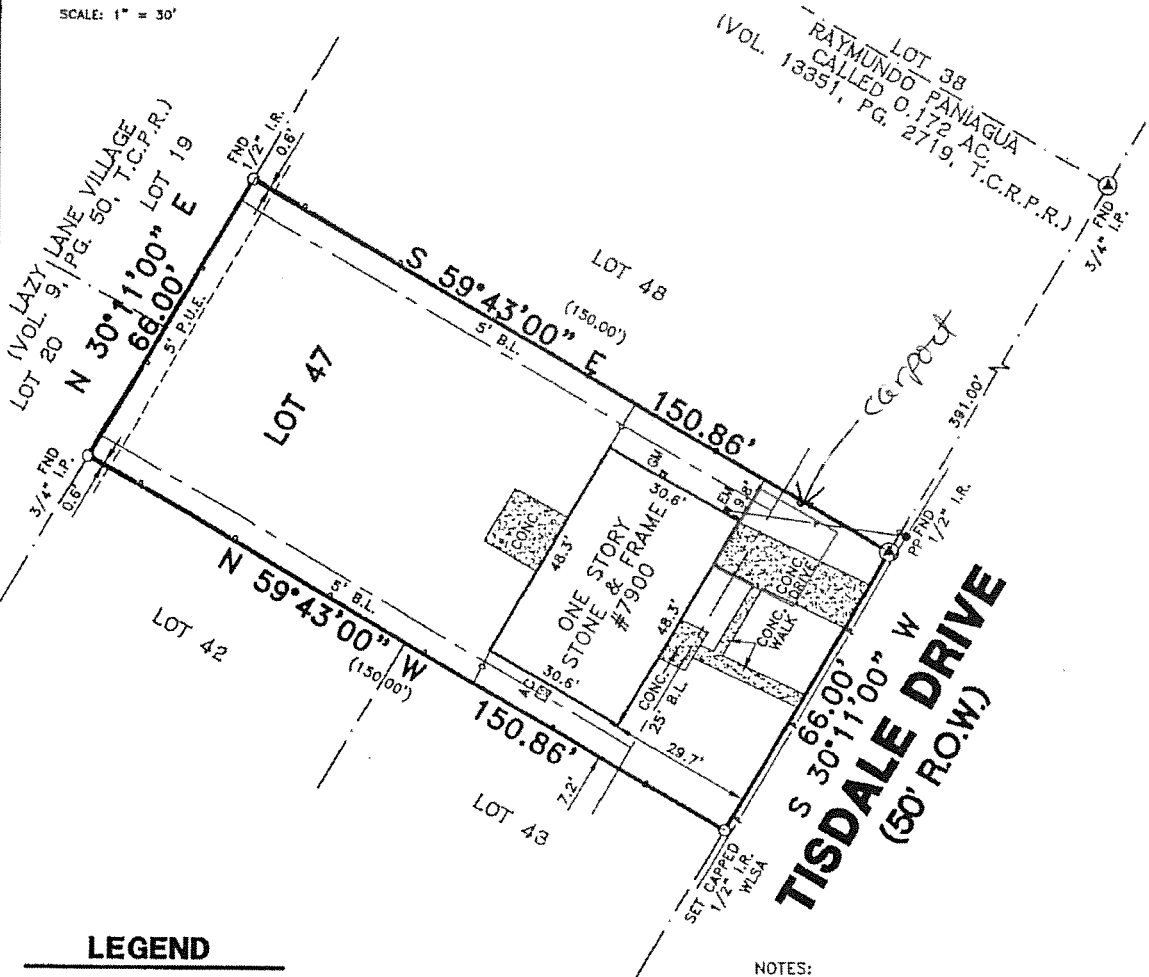 SCALE: 1" = 30'
LOT 38
RAYMUNDO PANIAGUA
CALLED 0.172 AC.
(VOL. 13351, PG. 2719, T.C.R.P.R.)
3/4" FND
I.P.
FND
1/2" I.R.
0.6'
LAZY LANE VILLAGE
(VOL. 9, PG. 50, T.C.P.R.)
LOT 20
LOT 19
N 30°11'00" E
66.00'
5' P.U.E.
S 59°43'00" E
(150.00')
150.86'
5' B.L.
LOT 48
carport
391.00'
LOT 47
3/4" FND
I.P.
0.6'
GM
30.6'
EM
19.8'
PP
FND
1/2" I.R.
CONC.
48.3'
ONE STORY
STONE & FRAME
#7900
48.3'
CONC.
DRIVE
CONC.
WALK
CONC.
25' B.L.
30.6'
29.7'
7.2'
N 59°43'00" W
(150.00')
150.86'
5' B.L.
LOT 42
LOT 43
S 30°11'00" W
66.00'
TISDALE DRIVE
(50' R.O.W.)
SET CAPPED
1/2" I.R.
WLSA
LEGEND
NOTES: